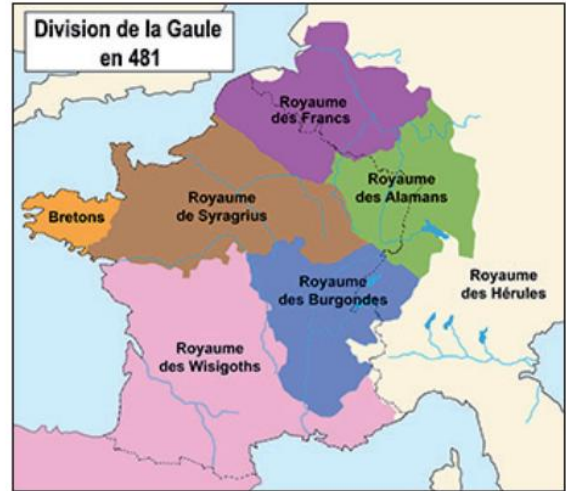 Division de la Gaule
en 481
Royaume
des Francs
Royaume
des Alamans
Royaume
de Syragrius
Bretons
Royaume
des Burgondes
Royaume
des Hérules
Royaume
des Wisigoths